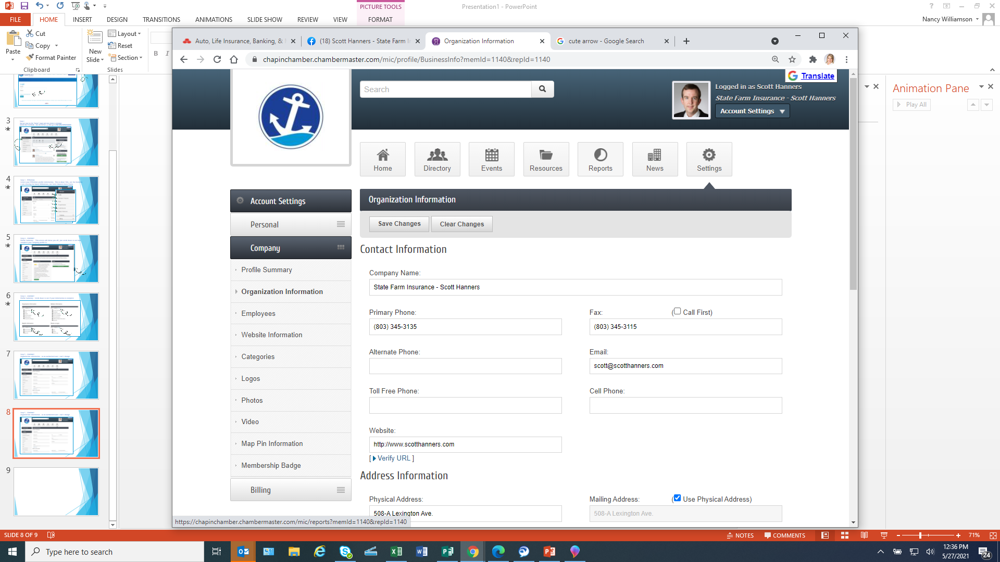 PICTURE TOOLS
Presentation1 - PowerPoint
FILE HOME INSERT DESIGN TRANSITIONS ANIMATIONS SLIDE SHOW REVIEW VIEW FORMAT
Nancy Williamson
Paste
Cut
Copy
Format Painter
Clipboard
New
Slide
Layout
Reset
Section
Slides
B I
Auto, Life Insurance, Banking, &
(18) Scott Hanners - State Farm I
Organization Information
cute arrow - Google Search
chapinchamber.chambermaster.com/mic/profile/BusinessInfo?memId=1140&repId=1140
Translate
Search
Logged in as Scott Hanners
State Farm Insurance - Scott Hanners
Account Settings
Home
Directory
Events
Resources
Reports
News
Settings
Account Settings
Personal
Company
Profile Summary
Organization Information
Employees
Website Information
Categories
Logos
Photos
Video
Map Pin Information
Membership Badge
Billing
Organization Information
Save Changes
Clear Changes
Contact Information
Company Name:
State Farm Insurance - Scott Hanners
Primary Phone:
(803) 345-3135
Fax:
( Call First)
(803) 345-3115
Alternate Phone:
Email:
scott@scotthanners.com
Toll Free Phone:
Cell Phone:
Website:
http://www.scotthanners.com
[ Verify URL ]
Address Information
Physical Address:
508-A Lexington Ave.
Mailing Address:
( Use Physical Address)
508-A Lexington Ave.
https://chapinchamber.chambermaster.com/mic/reports?memId=1140&repId=1140
Animation Pane
Play All
3
4
5
6
7
8
9
SLIDE 8 OF 9
NOTES
COMMENTS
71%
Type here to search
12:36 PM
5/27/2021
24